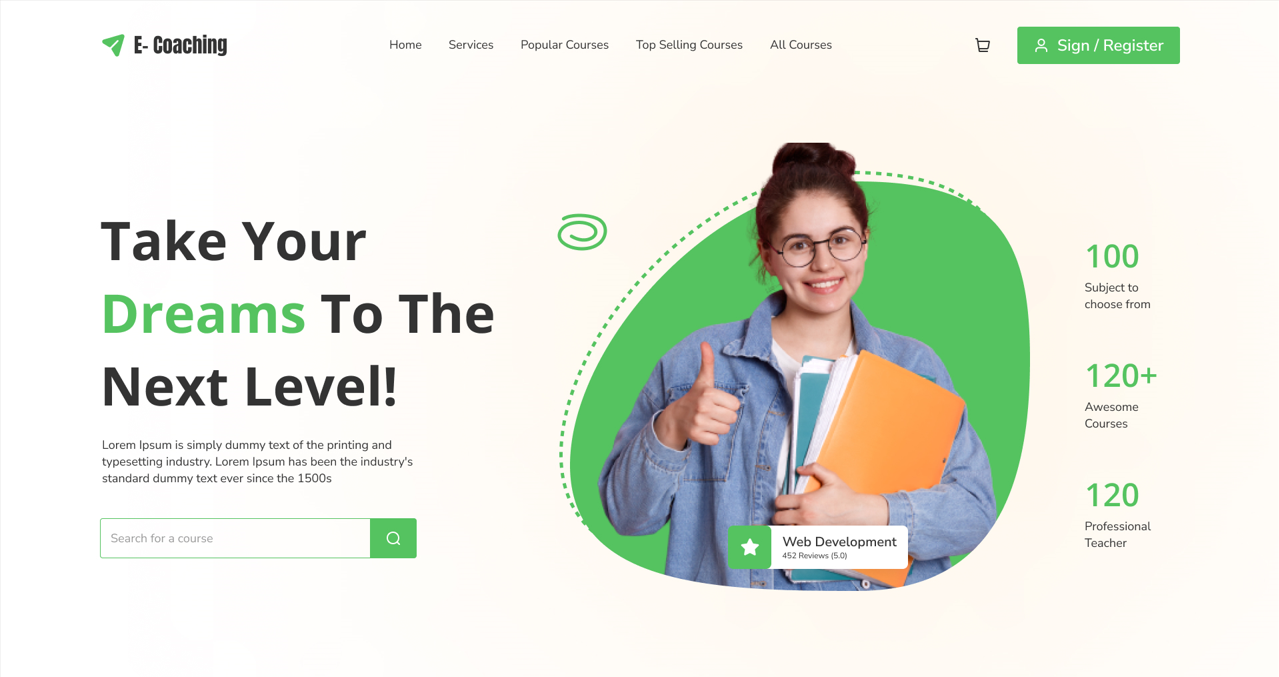 E- Coaching
Home
Services
Popular Courses
Top Selling Courses
All Courses
Sign / Register
Take Your
Dreams To The
Next Level!
Lorem Ipsum is simply dummy text of the printing and
typesetting industry. Lorem Ipsum has been the industry's
standard dummy text ever since the 1500s
Search for a course
Web Development
452 Reviews (5.0)
100
Subject to
choose from
120+
Awesome
Courses
120
Professional
Teacher